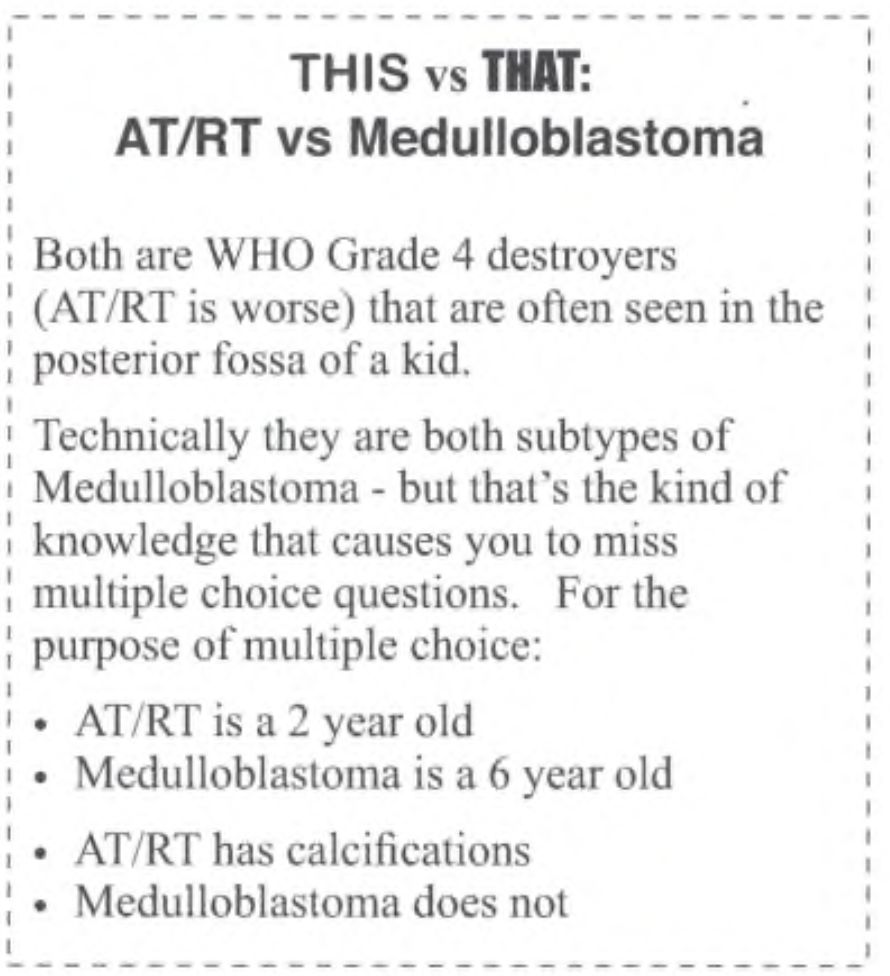 THIS vs THAT:
AT/RT vs Medulloblastoma
Both are WHO Grade 4 destroyers
(AT/RT is worse) that are often seen in the
posterior fossa of a kid.
Technically they are both subtypes of
Medulloblastoma - but that's the kind of
knowledge that causes you to miss
multiple choice questions. For the
purpose of multiple choice:
• AT/RT is a 2 year old
• Medulloblastoma is a 6 year old
• AT/RT has calcifications
• Medulloblastoma does not